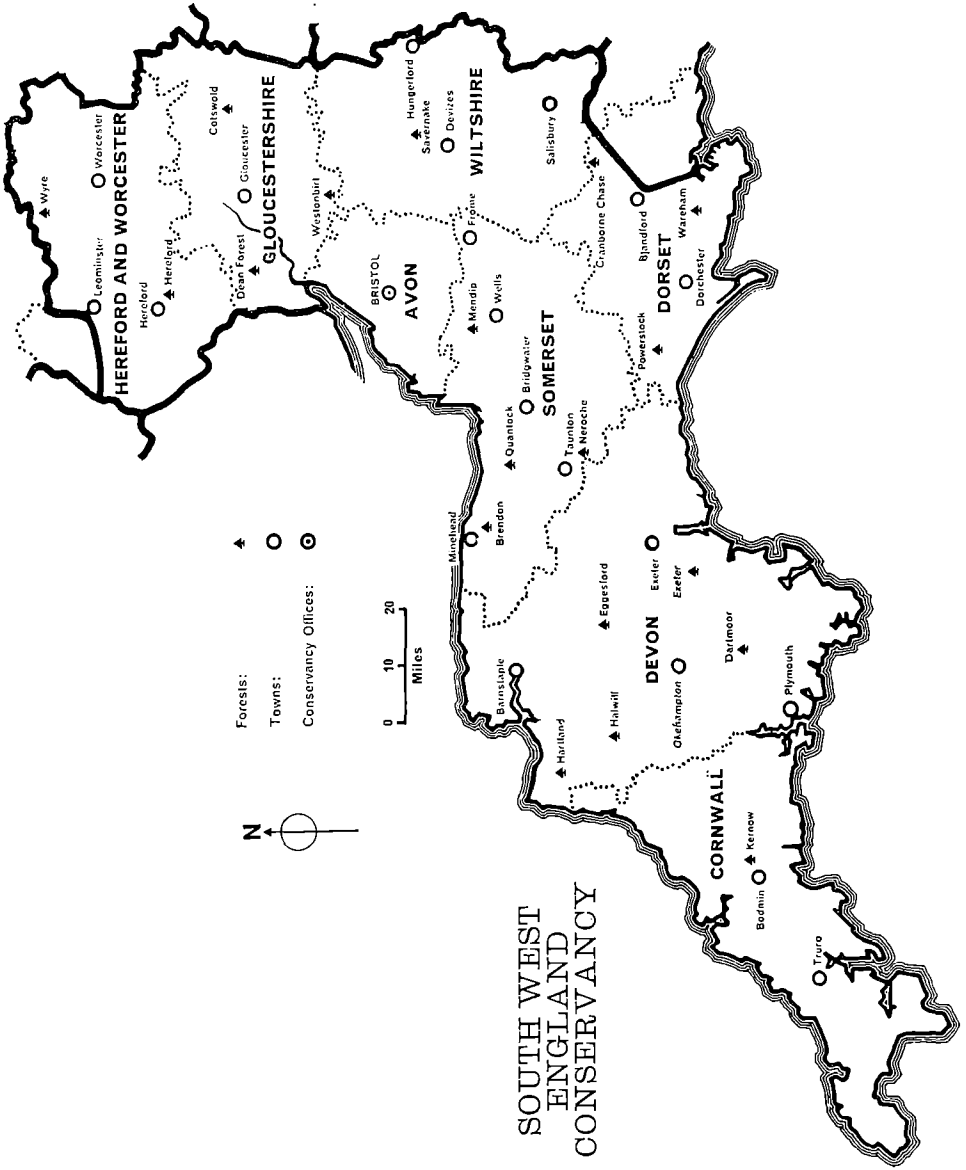 SOUTH WEST
ENGLAND
CONSERVANCY
N
Forests:
Towns:
Conservancy Offices:
0 10 20
Miles
HEREFORD AND WORCESTER
Wyre
Worcester
Leominster
Hereford
Hereford
Cotswold
Gloucester
GLOUCESTERSHIRE
Dean Forest
Westonbirt
BRISTOL
AVON
Hungerford
Savernake
Devizes
WILTSHIRE
Salisbury
Frome
Mendip
Wells
Bridgwater
SOMERSET
Quantock
Taunton
Neroche
Minehead
Brendon
Cranborne Chase
Blandford
Wareham
DORSET
Dorchester
Powerstock
Barnstaple
Eggesford
Exeter
Exeter
DEVON
Okehampton
Dartmoor
Plymouth
Halwill
Hartland
CORNWALL
Kernow
Bodmin
Truro